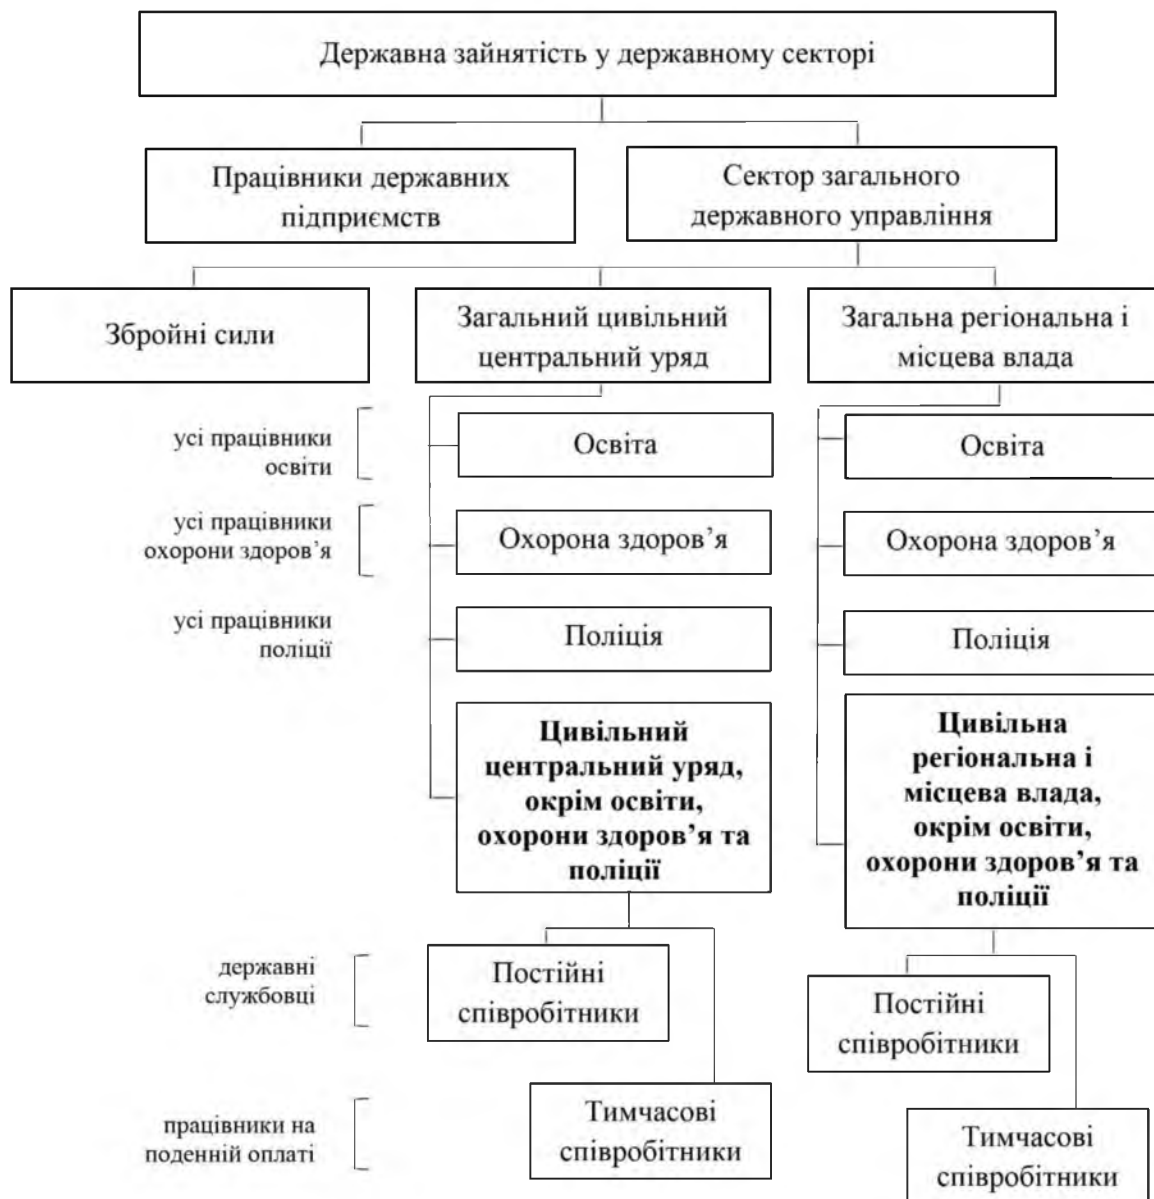 Державна зайнятість у державному секторі
Працівники державних
підприємств
Сектор загального
державного управління
Збройні сили
Загальний цивільний
центральний уряд
Загальна регіональна і
місцева влада
усі працівники
освіти
Освіта
Освіта
усі працівники
охорони здоров’я
Охорона здоров’я
Охорона здоров’я
усі працівники
поліції
Поліція
Поліція
Цивільний
центральний уряд,
окрім освіти,
охорони здоров’я та
поліції
Цивільна
регіональна і
місцева влада,
окрім освіти,
охорони здоров’я та
поліції
державні
службовці
Постійні
співробітники
Постійні
співробітники
працівники на
поденній оплаті
Тимчасові
співробітники
Тимчасові
співробітники